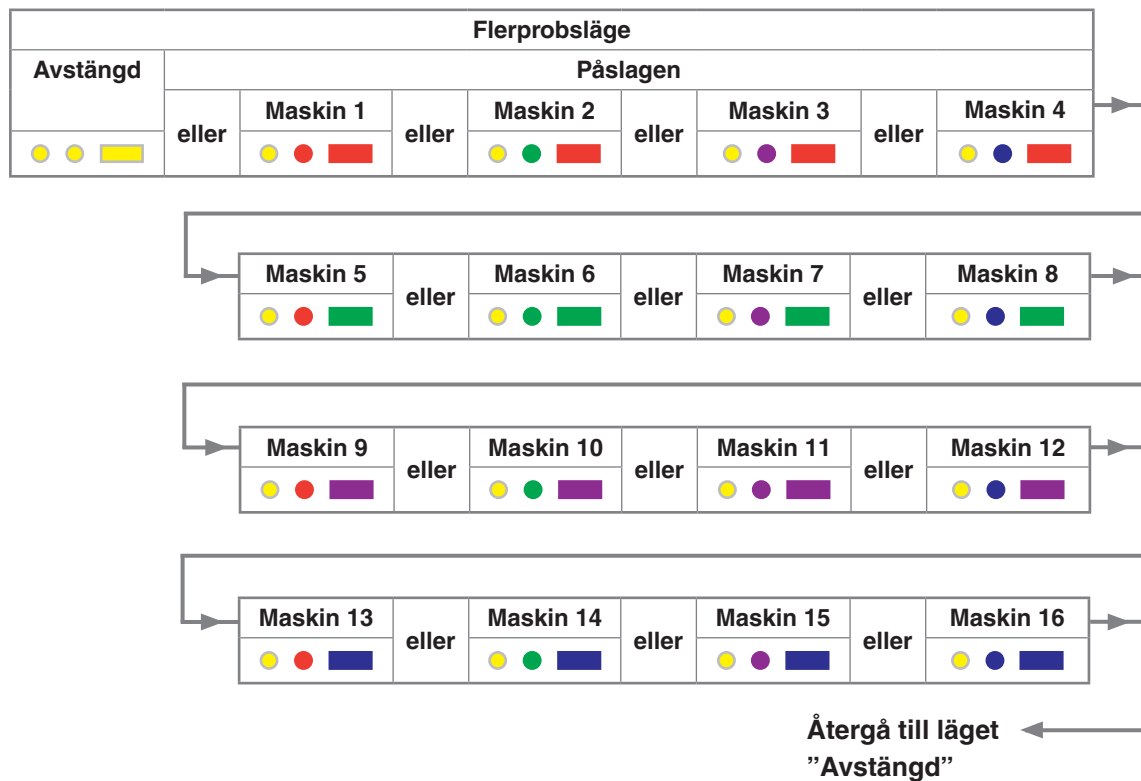 Flerprobsläge
Avstängd
Påslagen
eller
Maskin 1
eller
Maskin 2
eller
Maskin 3
eller
Maskin 4
Maskin 5
eller
Maskin 6
eller
Maskin 7
eller
Maskin 8
Maskin 9
eller
Maskin 10
eller
Maskin 11
eller
Maskin 12
Maskin 13
eller
Maskin 14
eller
Maskin 15
eller
Maskin 16
Återgå till läget
”Avstängd”